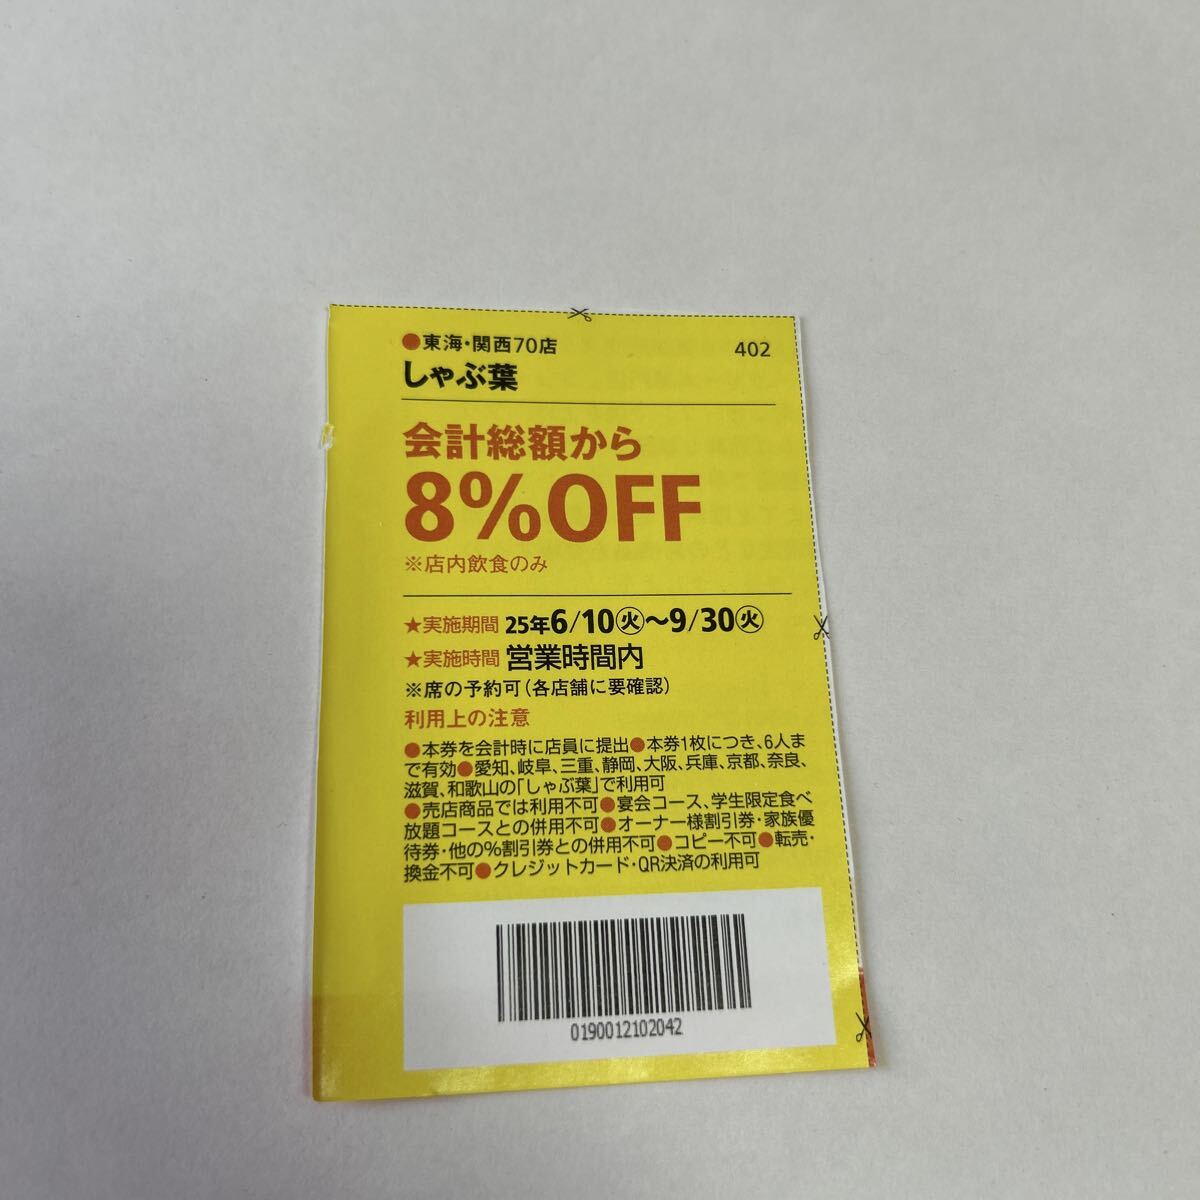 ●東海・関西70店
402
しゃぶ葉
会計総額から
8%OFF
※店内飲食のみ
★実施期間 25年6/10㊋〜9/30㊋
★実施時間 営業時間内
※席の予約可（各店舗に要確認）
利用上の注意
●本券を会計時に店員に提出●本券1枚につき、6人ま
で有効●愛知、岐阜、三重、静岡、大阪、兵庫、京都、奈良、
滋賀、和歌山の「しゃぶ葉」で利用可
●売店商品では利用不可●宴会コース、学生限定食べ
放題コースとの併用不可●オーナー様割引券・家族優
待券・他の%割引券との併用不可●コピー不可●転売・
換金不可●クレジットカード・QR決済の利用可
0190012102042